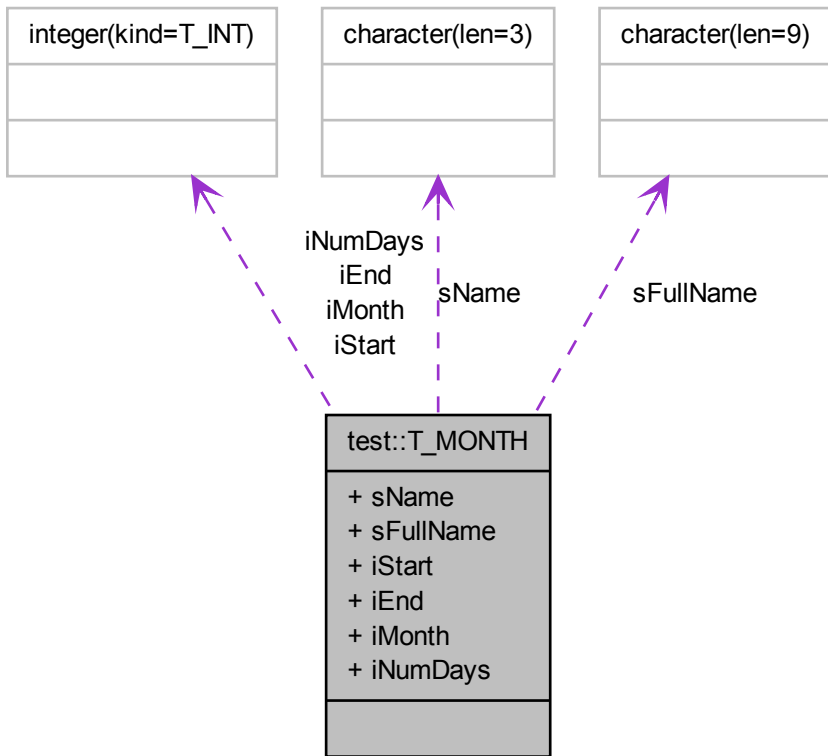 integer(kind=T_INT)
character(len=3)
character(len=9)
iNumDays
iEnd
iMonth
iStart
sName
sFullName
test::T_MONTH
+ sName
+ sFullName
+ iStart
+ iEnd
+ iMonth
+ iNumDays